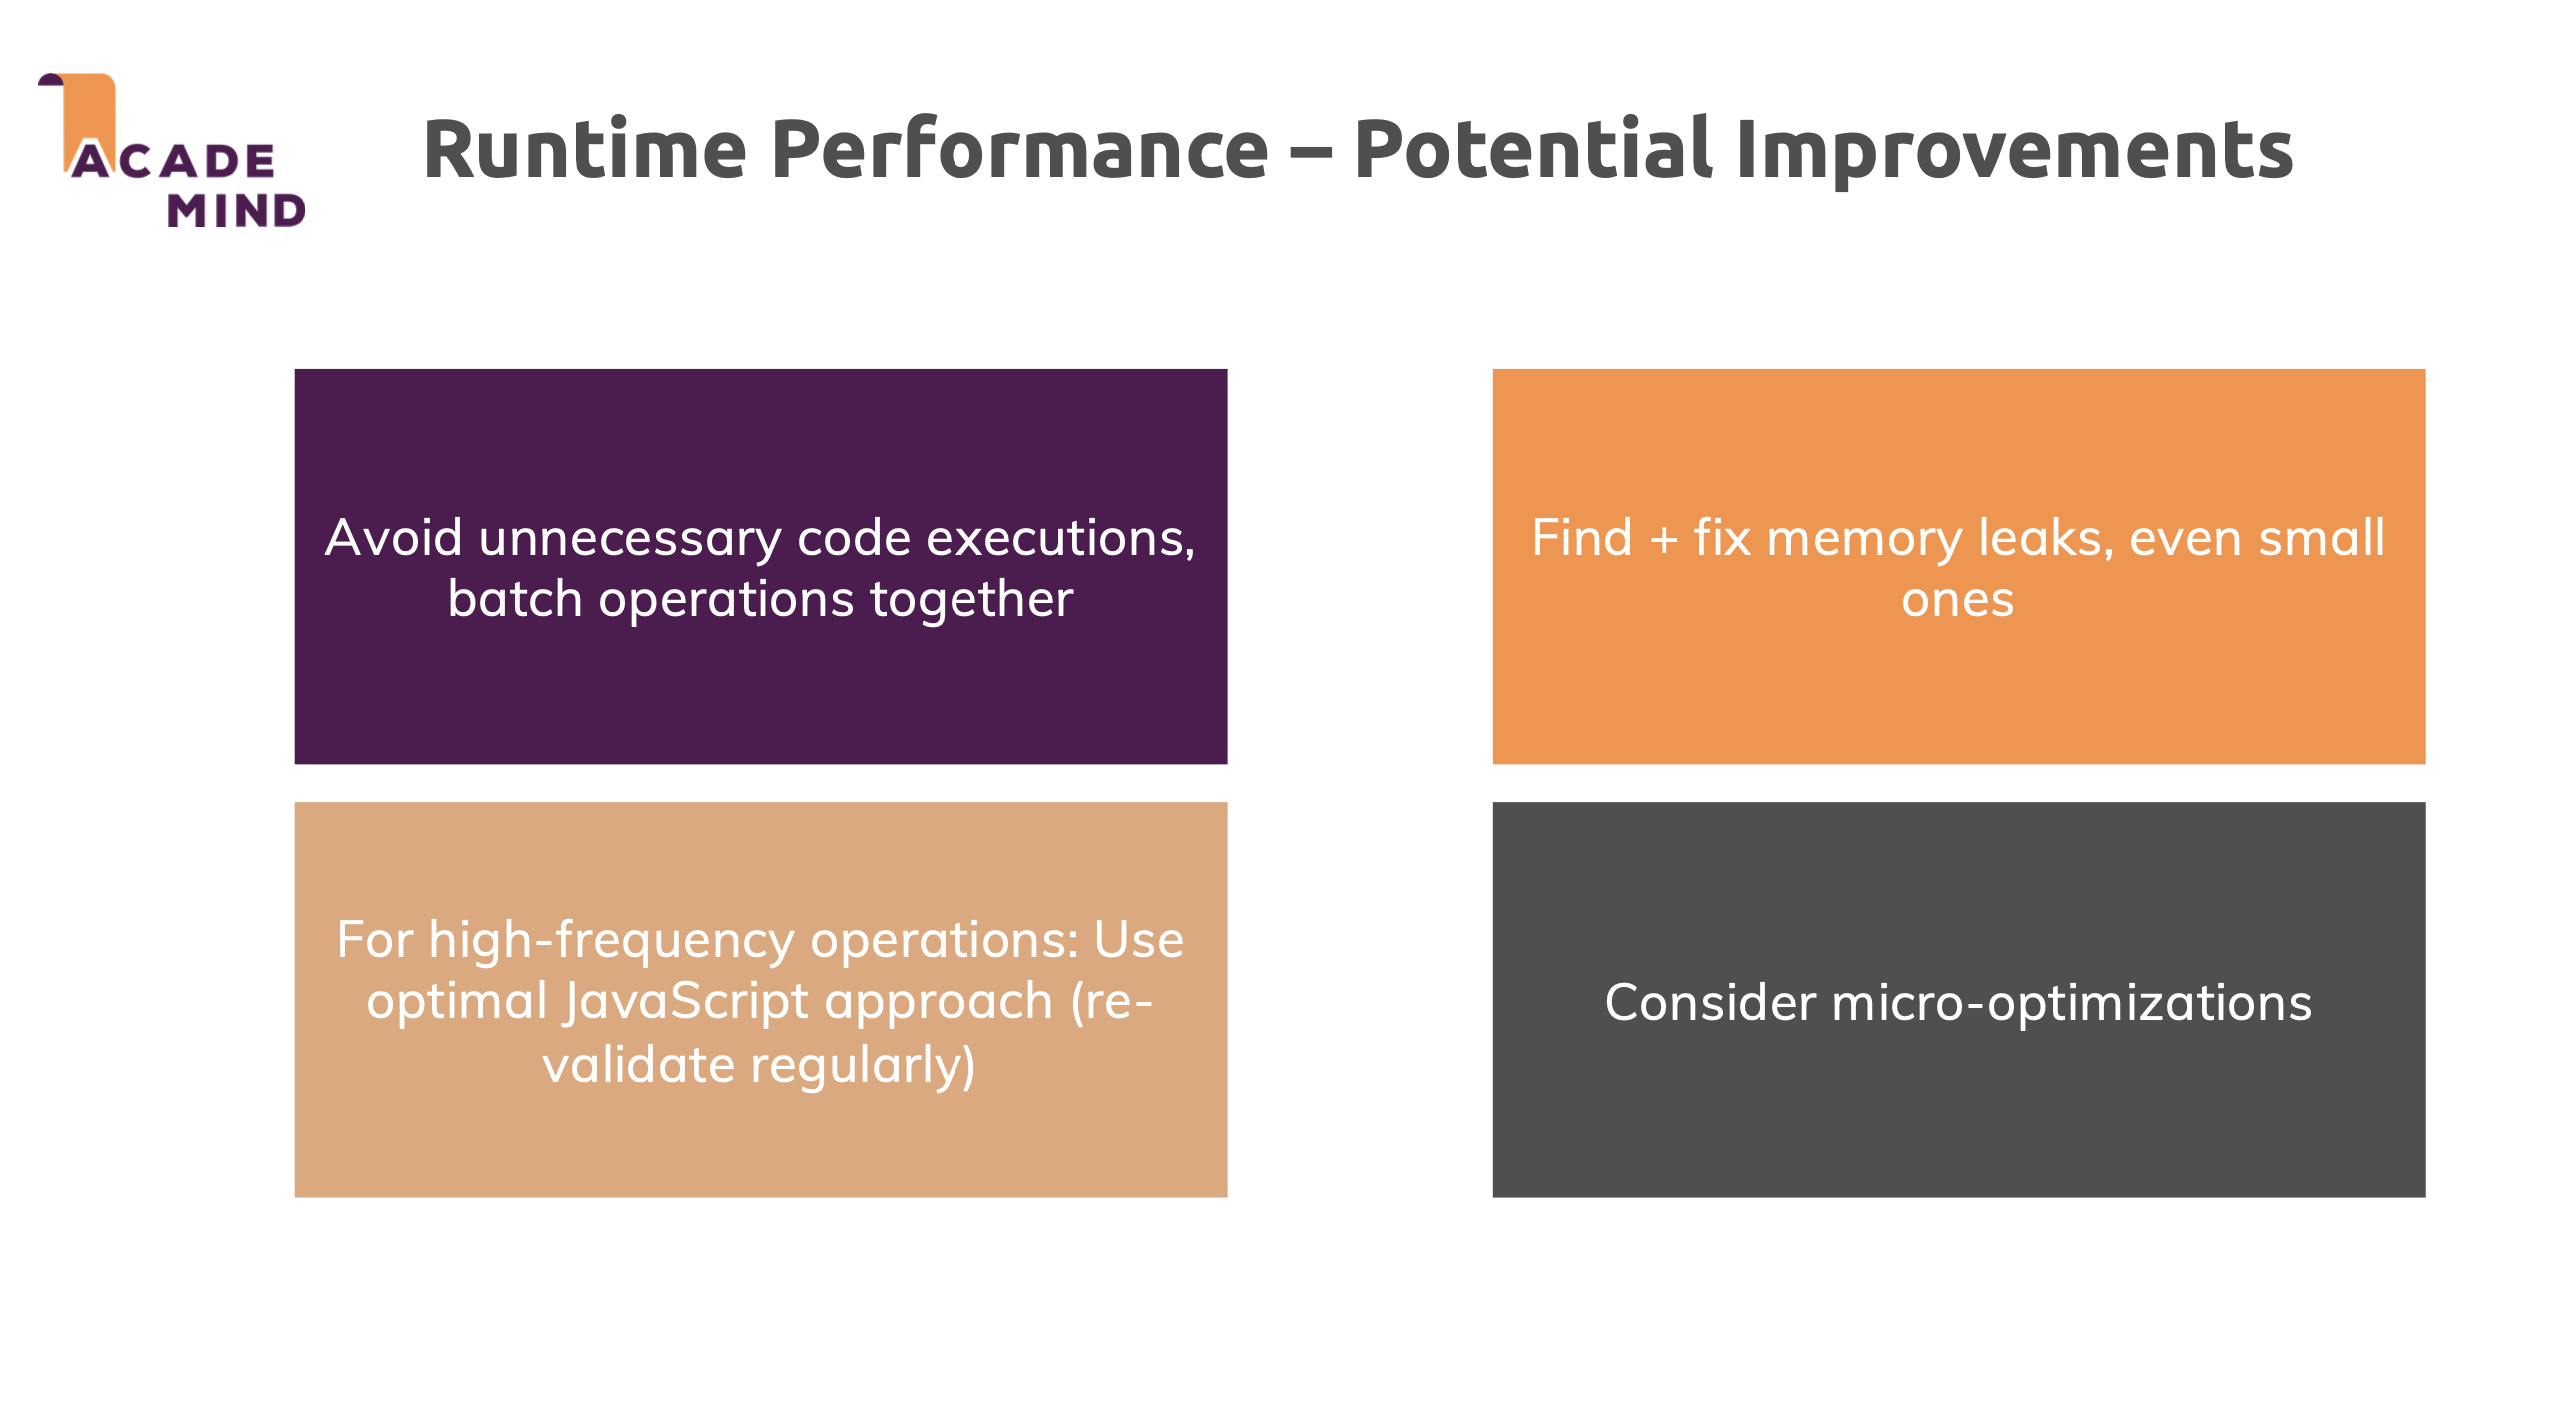 ACADE
MIND
Runtime Performance – Potential Improvements
Avoid unnecessary code executions,
batch operations together
Find + fix memory leaks, even small
ones
For high-frequency operations: Use
optimal JavaScript approach (re-
validate regularly)
Consider micro-optimizations